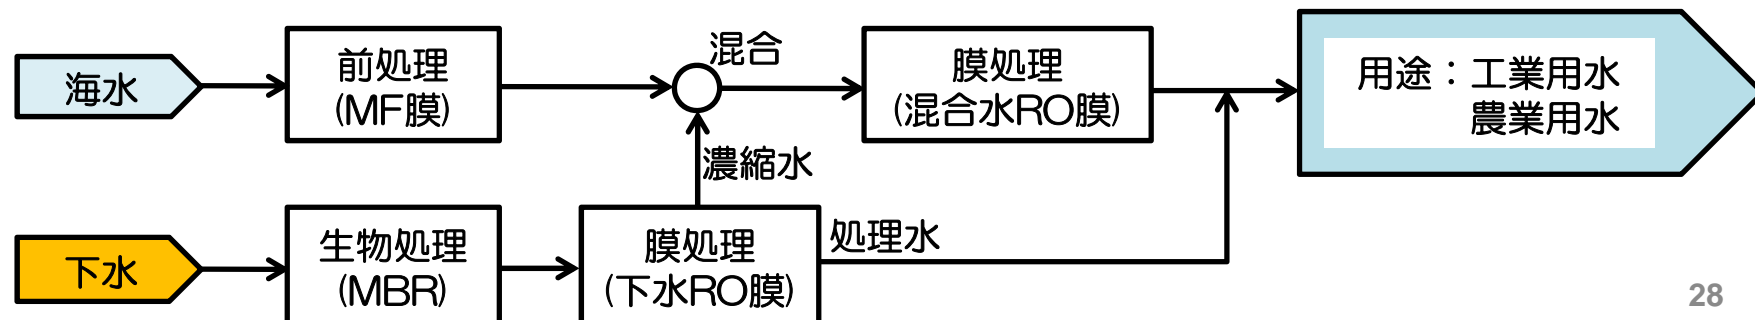 海水
前処理
(MF膜)
混合
膜処理
(混合水RO膜)
用途：工業用水
農業用水
濃縮水
下水
生物処理
(MBR)
膜処理
(下水RO膜)
処理水
28